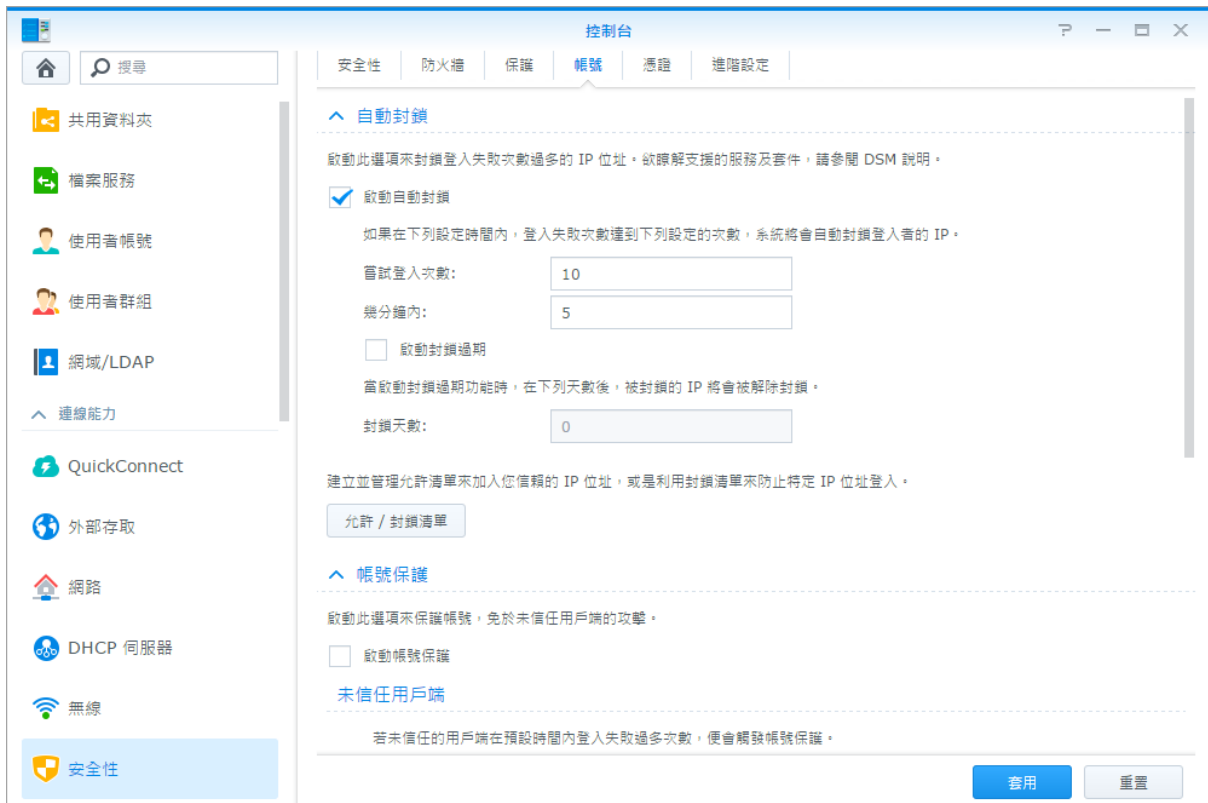 控制台
搜尋
安全性 防火牆 保護 帳號 憑證 進階設定
共用資料夾
檔案服務
使用者帳號
使用者群組
網域/LDAP
連線能力
QuickConnect
外部存取
網路
DHCP 伺服器
無線
安全性
自動封鎖
啟動此選項來封鎖登入失敗次數過多的 IP 位址。欲瞭解支援的服務及套件，請參閱 DSM 說明。
啟動自動封鎖
如果在下列設定時間內，登入失敗次數達到下列設定的次數，系統將會自動封鎖登入者的 IP。
嘗試登入次數: 10
幾分鐘內: 5
啟動封鎖過期
當啟動封鎖過期功能時，在下列天數後，被封鎖的 IP 將會被解除封鎖。
封鎖天數: 0
建立並管理允許清單來加入您信賴的 IP 位址，或是利用封鎖清單來防止特定 IP 位址登入。
允許 / 封鎖清單
帳號保護
啟動此選項來保護帳號，免於未信任用戶端的攻擊。
啟動帳號保護
未信任用戶端
若未信任的用戶端在預設時間內登入失敗過多次數，便會觸發帳號保護。
套用 重置